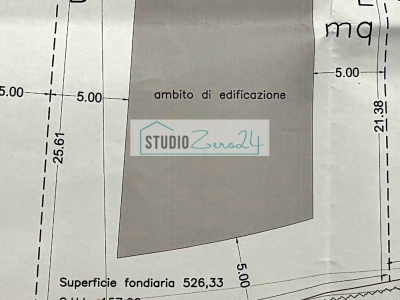 mq
5.00
5.00
5.00
ambito di edificazione
21.38
STUDIO Zero24
25.61
5.00
Superficie fondiaria 526,33